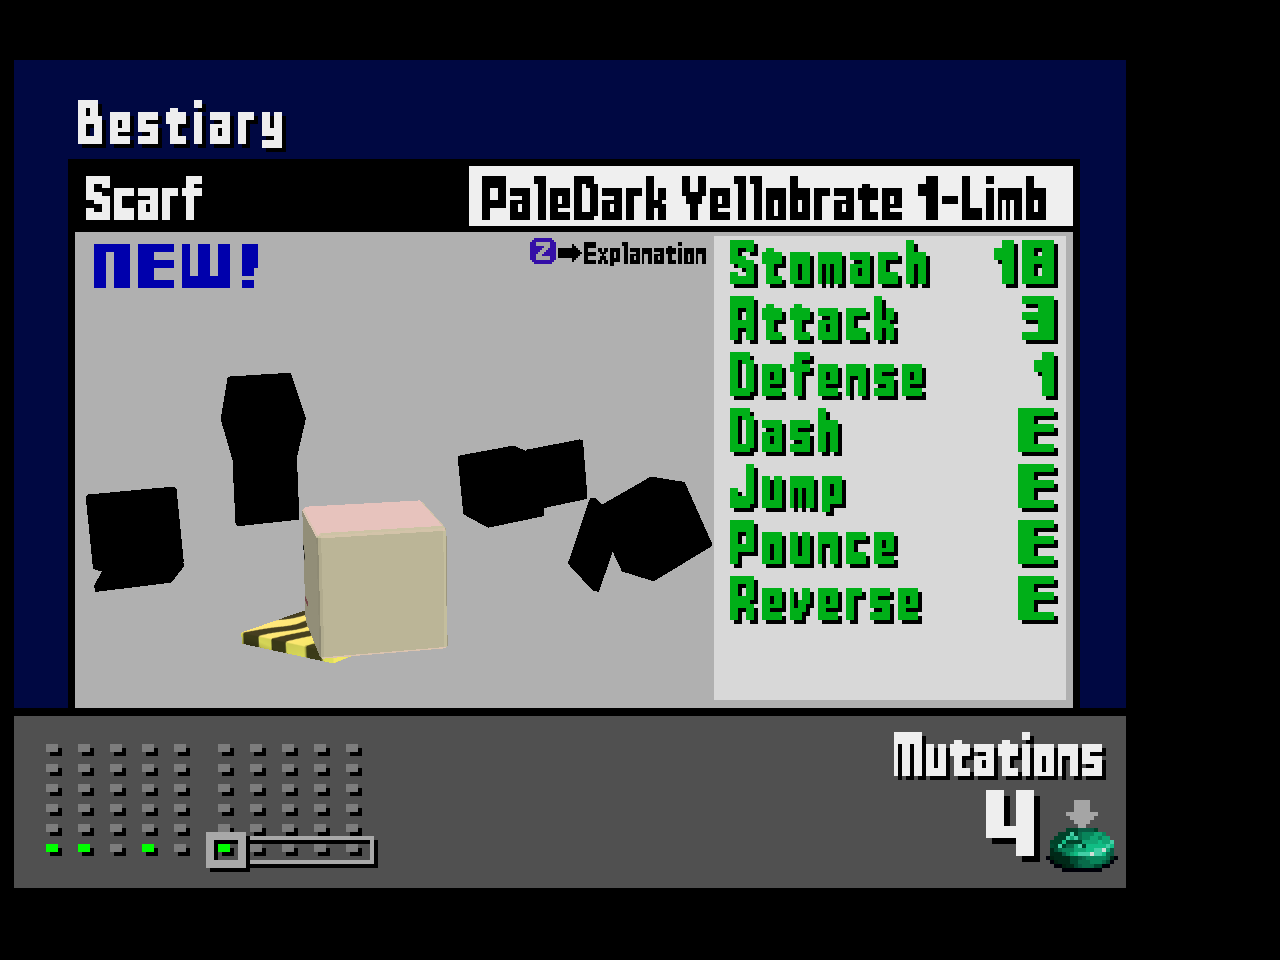 Bestiary
Scarf
PaleDark Yellobrate 1-Limb
NEW!
Z Explanation
Stomach 18
Attack 3
Defense 1
Dash E
Jump E
Pounce E
Reverse E
Mutations
4